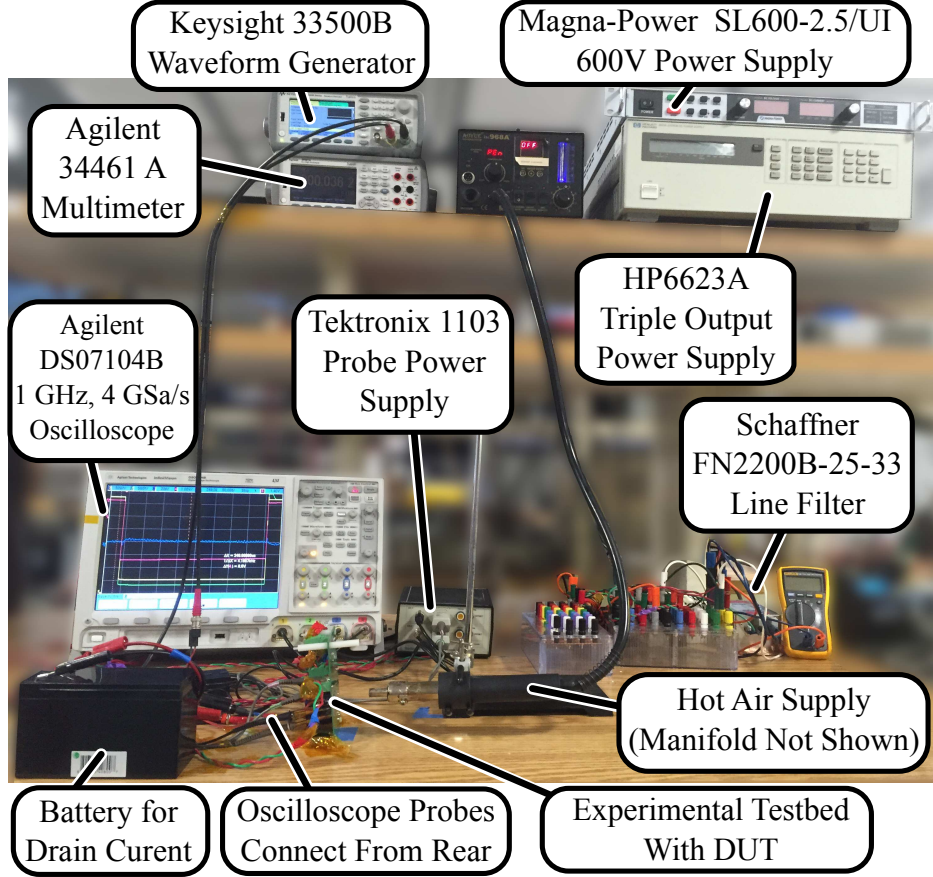 Keysight 33500B
Waveform Generator
Magna-Power SL600-2.5/UI
600V Power Supply
Agilent
34461 A
Multimeter
968A
OFF
HP6623A
Triple Output
Power Supply
Agilent
DS07104B
1 GHz, 4 GSa/s
Oscilloscope
Tektronix 1103
Probe Power
Supply
Schaffner
FN2200B-25-33
Line Filter
Hot Air Supply
(Manifold Not Shown)
Battery for
Drain Curent
Oscilloscope Probes
Connect From Rear
Experimental Testbed
With DUT